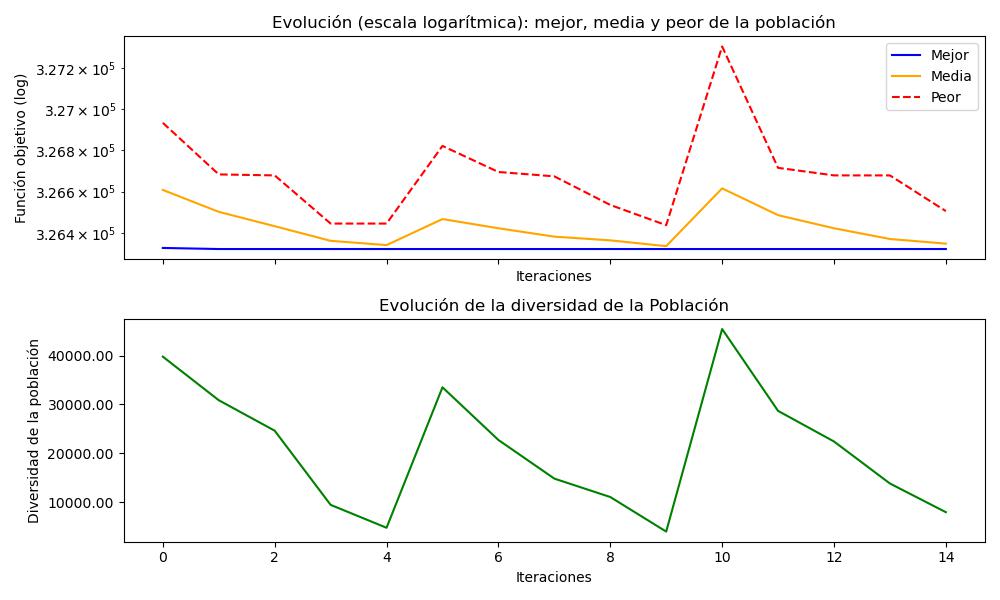 Evolución (escala logarítmica): mejor, media y peor de la población
Función objetivo (log)
3.272 × 10⁵
3.27 × 10⁵
3.268 × 10⁵
3.266 × 10⁵
3.264 × 10⁵
Mejor
Media
Peor
Iteraciones
Evolución de la diversidad de la Población
Diversidad de la población
40000.00
30000.00
20000.00
10000.00
0 2 4 6 8 10 12 14
Iteraciones